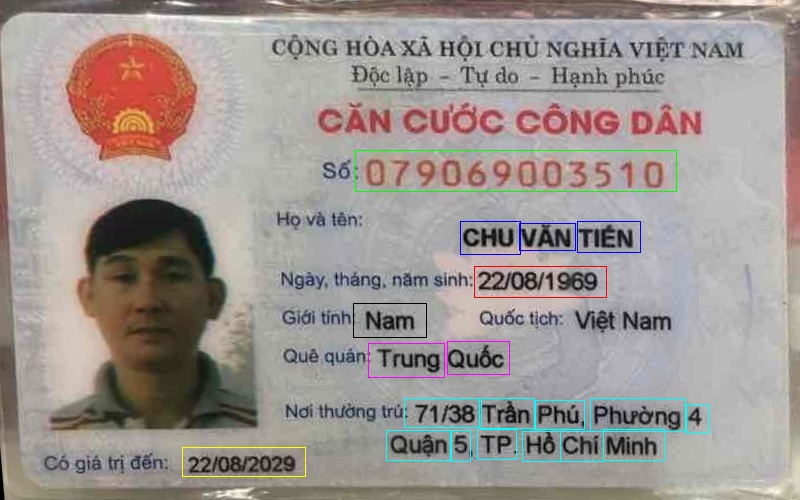 CỘNG HÒA XÃ HỘI CHỦ NGHĨA VIỆT NAM
Độc lập - Tự do - Hạnh phúc
CĂN CƯỚC CÔNG DÂN
Số: 079069003510
Họ và tên:
CHU VĂN TIẾN
Ngày, tháng, năm sinh: 22/08/1969
Giới tính: Nam Quốc tịch: Việt Nam
Quê quán: Trung Quốc
Nơi thường trú: 71/38 Trần Phú, Phường 4
Quận 5, TP. Hồ Chí Minh
Có giá trị đến: 22/08/2029